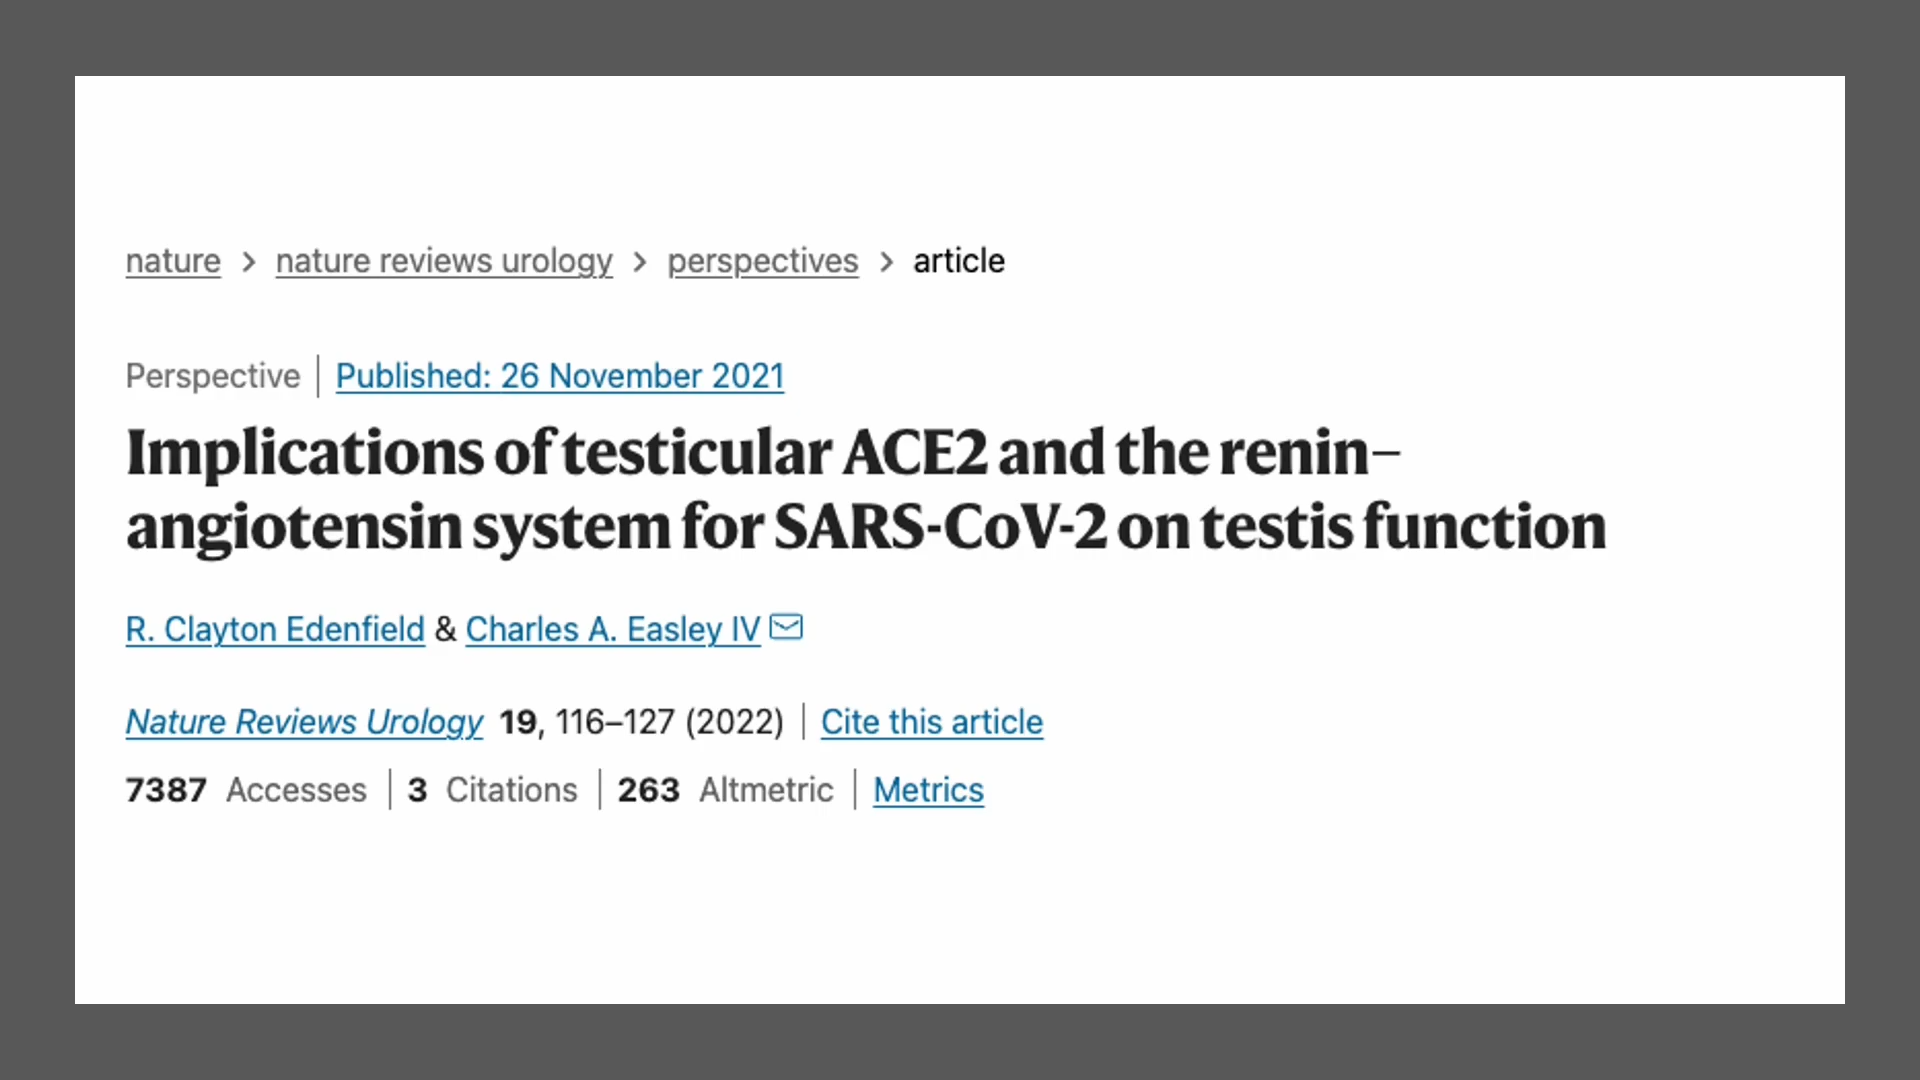 nature > nature reviews urology > perspectives > article
Perspective | Published: 26 November 2021
Implications of testicular ACE2 and the renin–
angiotensin system for SARS-CoV-2 on testis function
R. Clayton Edenfield & Charles A. Easley IV
Nature Reviews Urology 19, 116–127 (2022) | Cite this article
7387 Accesses | 3 Citations | 263 Altmetric | Metrics